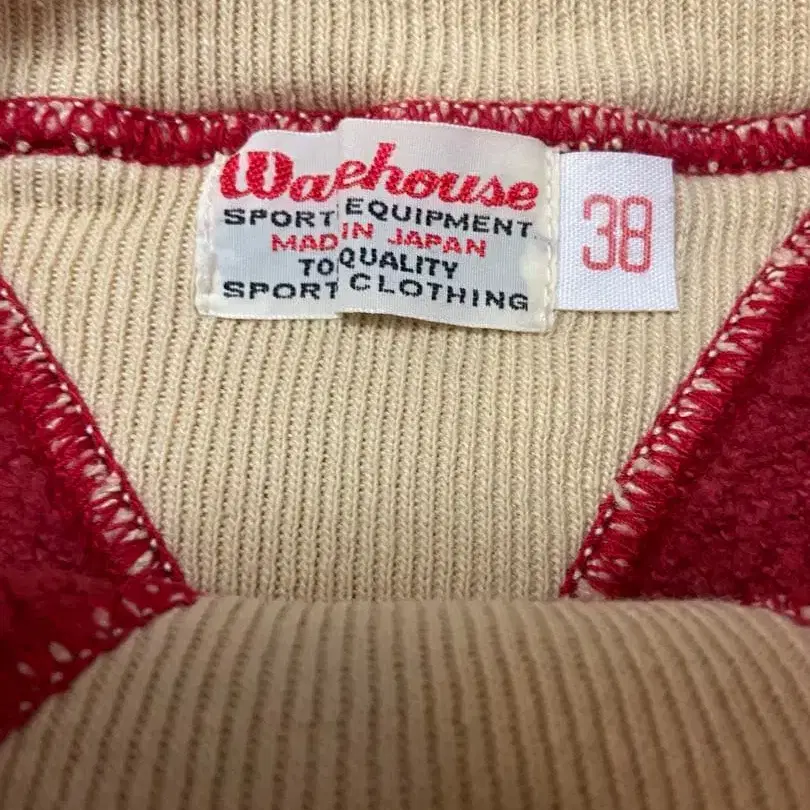 Warehouse
SPORT EQUIPMENT
MAD IN JAPAN
TO QUALITY
SPORT CLOTHING
38